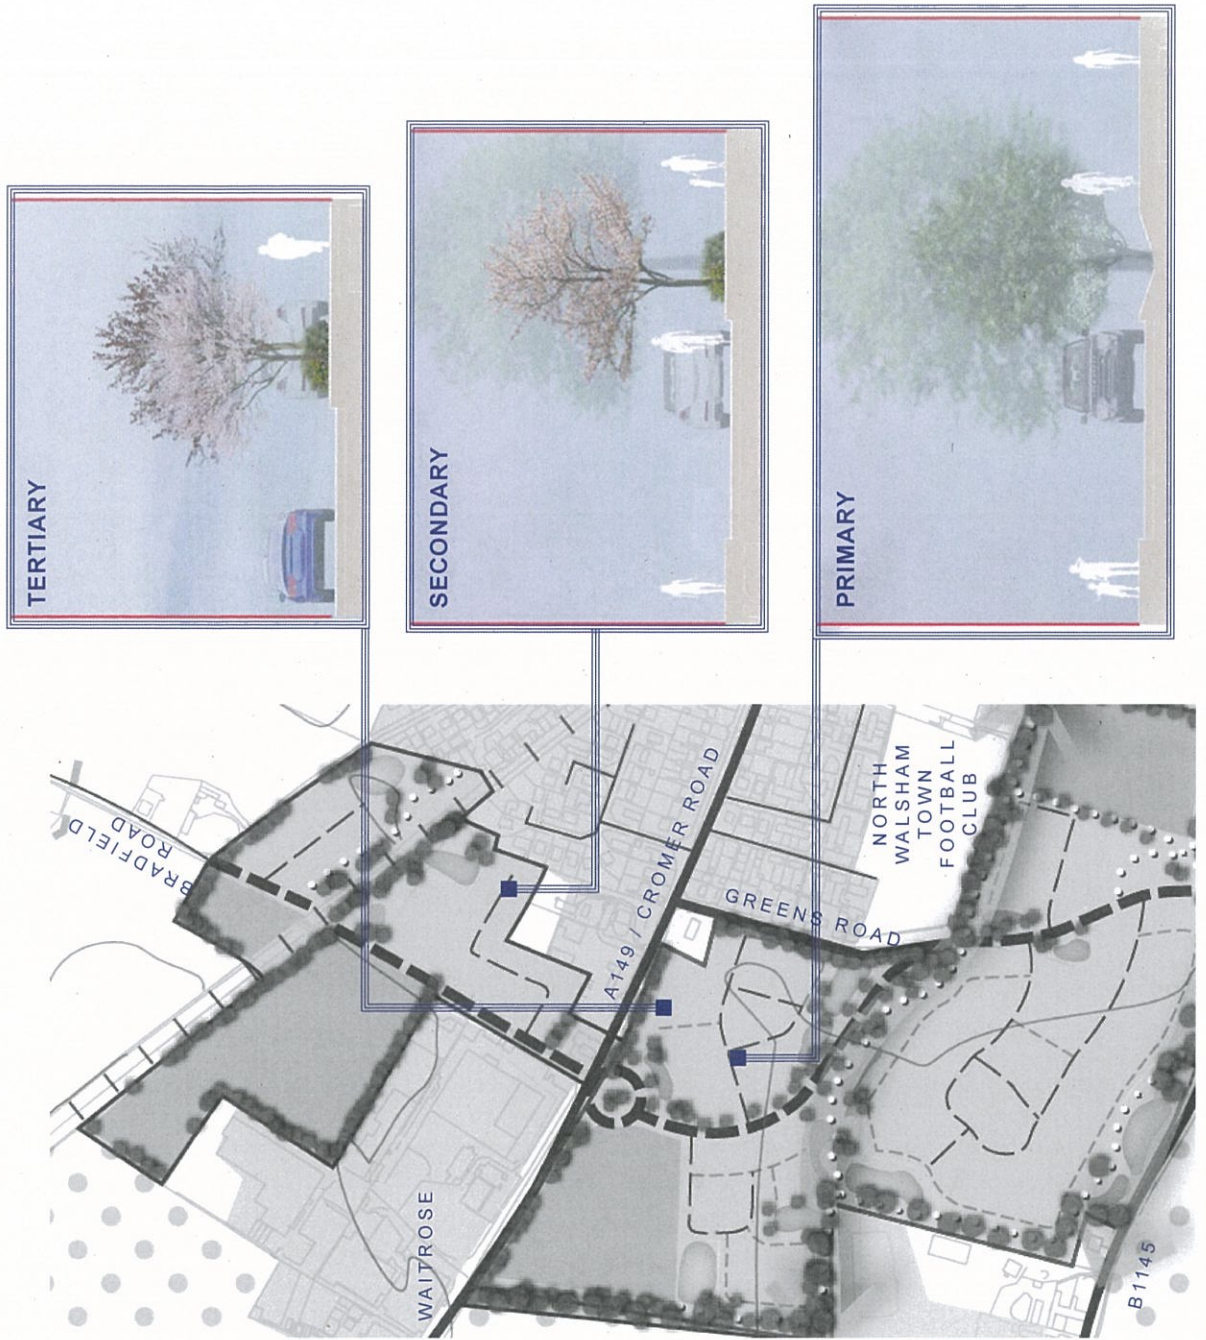 TERTIARY
SECONDARY
PRIMARY
BRADFIELD
ROAD
A149 / CROMER ROAD
GREENS ROAD
NORTH
WALSHAM
TOWN
FOOTBALL
CLUB
WAITROSE
B1145